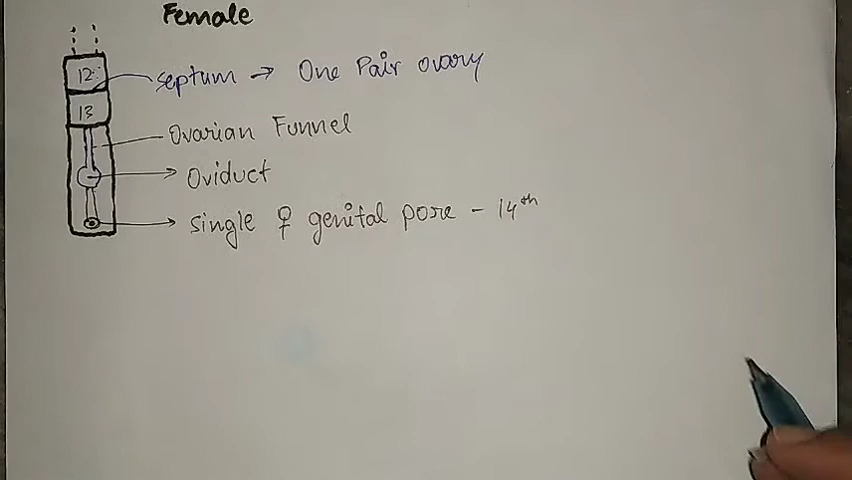 Female
12
septum → One Pair ovary
13
Ovarian Funnel
Oviduct
single ♀ genital pore - 14th